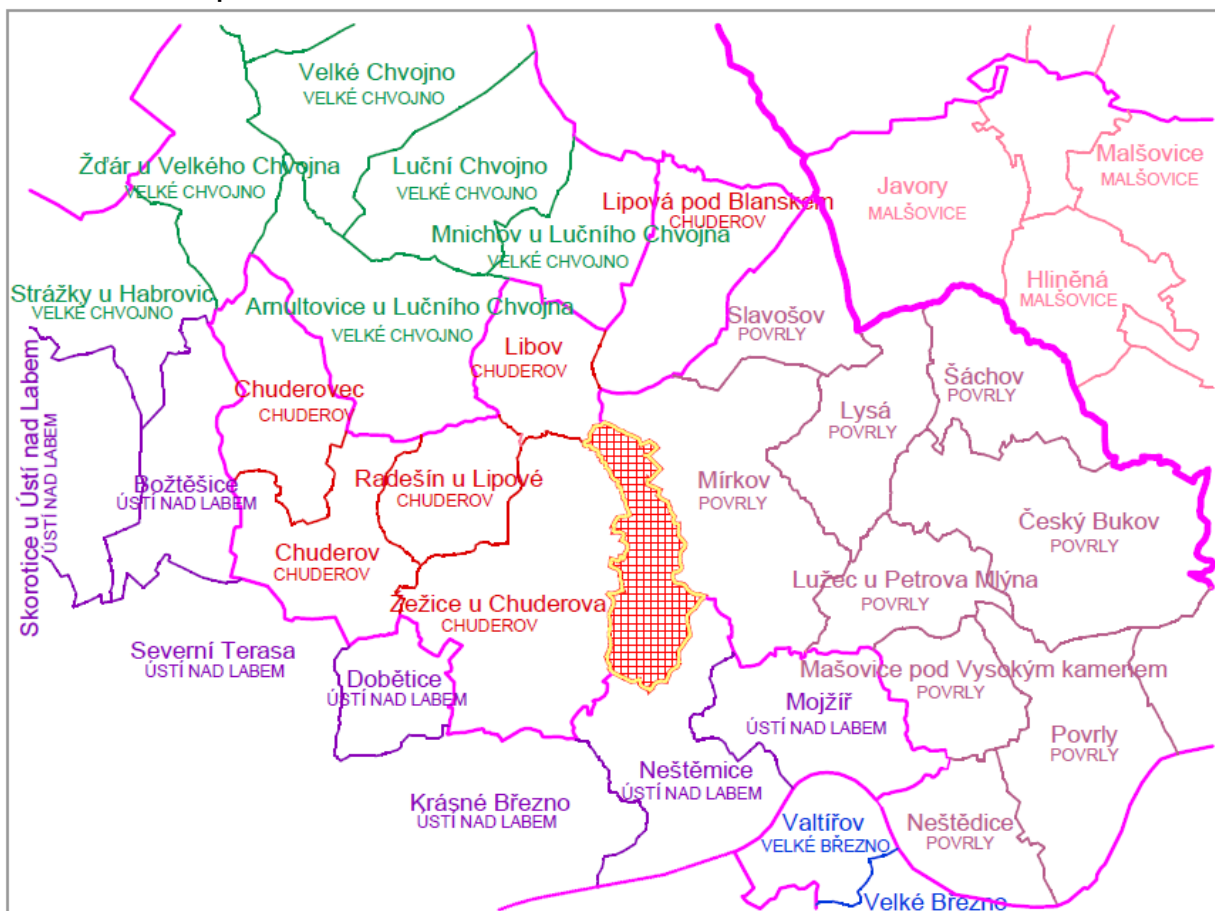 Velké Chvojno
VELKÉ CHVOJNO
Žďár u Velkého Chvojna
VELKÉ CHVOJNO
Luční Chvojno
VELKÉ CHVOJNO
Lipová pod Blanskem
CHUDEROV
Javory
MALŠOVICE
Malšovice
MALŠOVICE
Mnichov u Lučního Chvojna
VELKÉ CHVOJNO
Hliněná
MALŠOVICE
Strážky u Habrovic
VELKÉ CHVOJNO
Arnultovice u Lučního Chvojna
VELKÉ CHVOJNO
Slavošov
POVRLY
Libov
CHUDEROV
Šáchov
POVRLY
Chuderovec
CHUDEROV
Lysá
POVRLY
Skorotice u Ústí nad Labem
ÚSTÍ NAD LABEM
Božtěšice
ÚSTÍ NAD LABEM
Radešín u Lipové
CHUDEROV
Mírkov
POVRLY
Český Bukov
POVRLY
Chuderov
CHUDEROV
Lužec u Petrova Mlýna
POVRLY
Žežice u Chuderova
CHUDEROV
Severní Terasa
ÚSTÍ NAD LABEM
Dobětice
ÚSTÍ NAD LABEM
Mašovice pod Vysokým kamenem
POVRLY
Mojžíř
ÚSTÍ NAD LABEM
Povrly
POVRLY
Neštěmice
ÚSTÍ NAD LABEM
Krásné Březno
ÚSTÍ NAD LABEM
Valtířov
VELKÉ BŘEZNO
Neštědice
POVRLY
Velké Březno